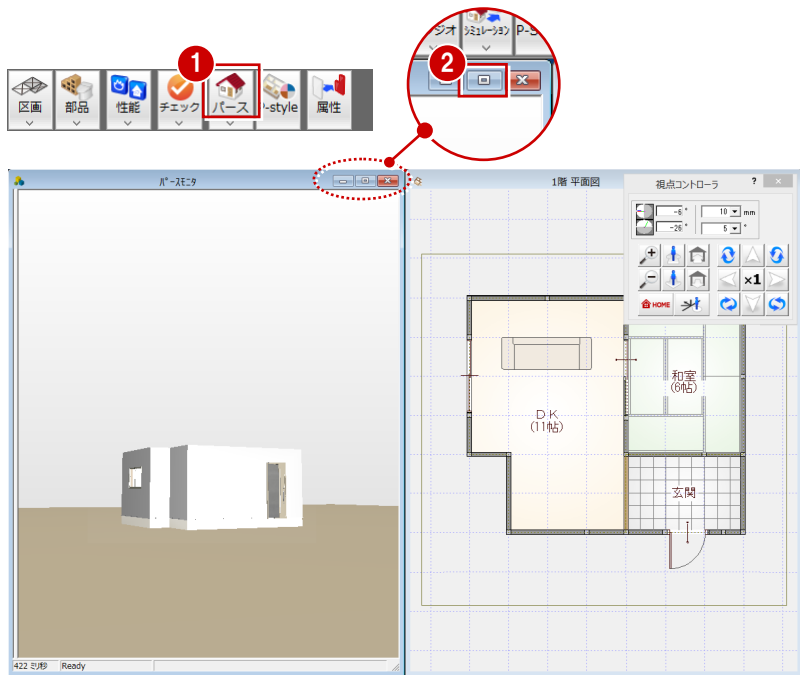 1
2
ジオ シミュレーション P-S
区画 部品 性能 チェック パース P-style 属性
パースモニタ
1階 平面図
視点コントローラ ? ×
-6 ° 10 mm
-26 ° 5 °
×1
HOME
和室
(6帖)
DK
(11帖)
玄関
422 ミリ秒 Ready